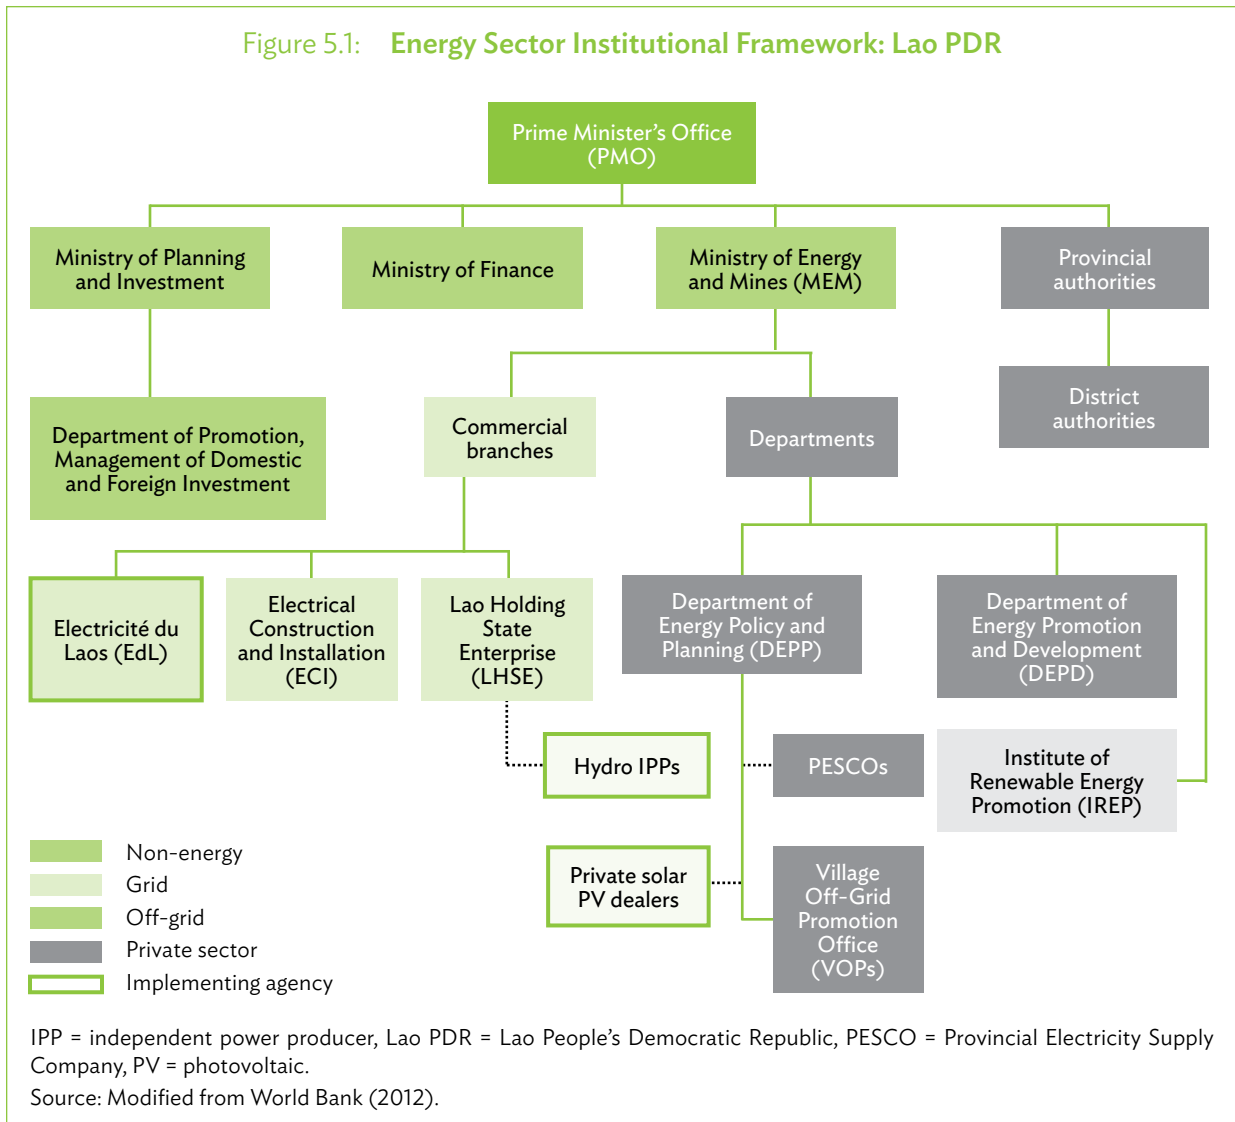 Figure 5.1: Energy Sector Institutional Framework: Lao PDR
Prime Minister’s Office
(PMO)
Ministry of Planning
and Investment
Ministry of Finance
Ministry of Energy
and Mines (MEM)
Provincial
authorities
Department of Promotion,
Management of Domestic
and Foreign Investment
Commercial
branches
Departments
District
authorities
Electricité du
Laos (EdL)
Electrical
Construction
and Installation
(ECI)
Lao Holding
State
Enterprise
(LHSE)
Department of
Energy Policy and
Planning (DEPP)
Department of
Energy Promotion
and Development
(DEPD)
Hydro IPPs
PESCOs
Institute of
Renewable Energy
Promotion (IREP)
Private solar
PV dealers
Village
Off-Grid
Promotion
Office
(VOPs)
Non-energy
Grid
Off-grid
Private sector
Implementing agency
IPP = independent power producer, Lao PDR = Lao People’s Democratic Republic, PESCO = Provincial Electricity Supply
Company, PV = photovoltaic.
Source: Modified from World Bank (2012).